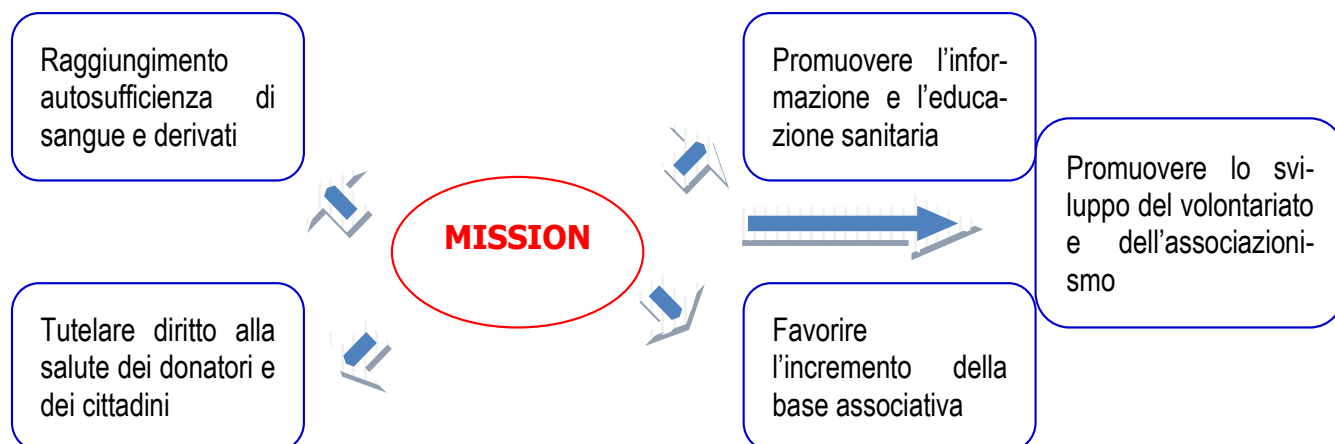 Raggiungimento
autosufficienza di
sangue e derivati
Promuovere l’infor-
mazione e l’educa-
zione sanitaria
Promuovere lo svi-
luppo del volontariato
e dell’associazioni-
smo
MISSION
Tutelare diritto alla
salute dei donatori e
dei cittadini
Favorire
l’incremento della
base associativa